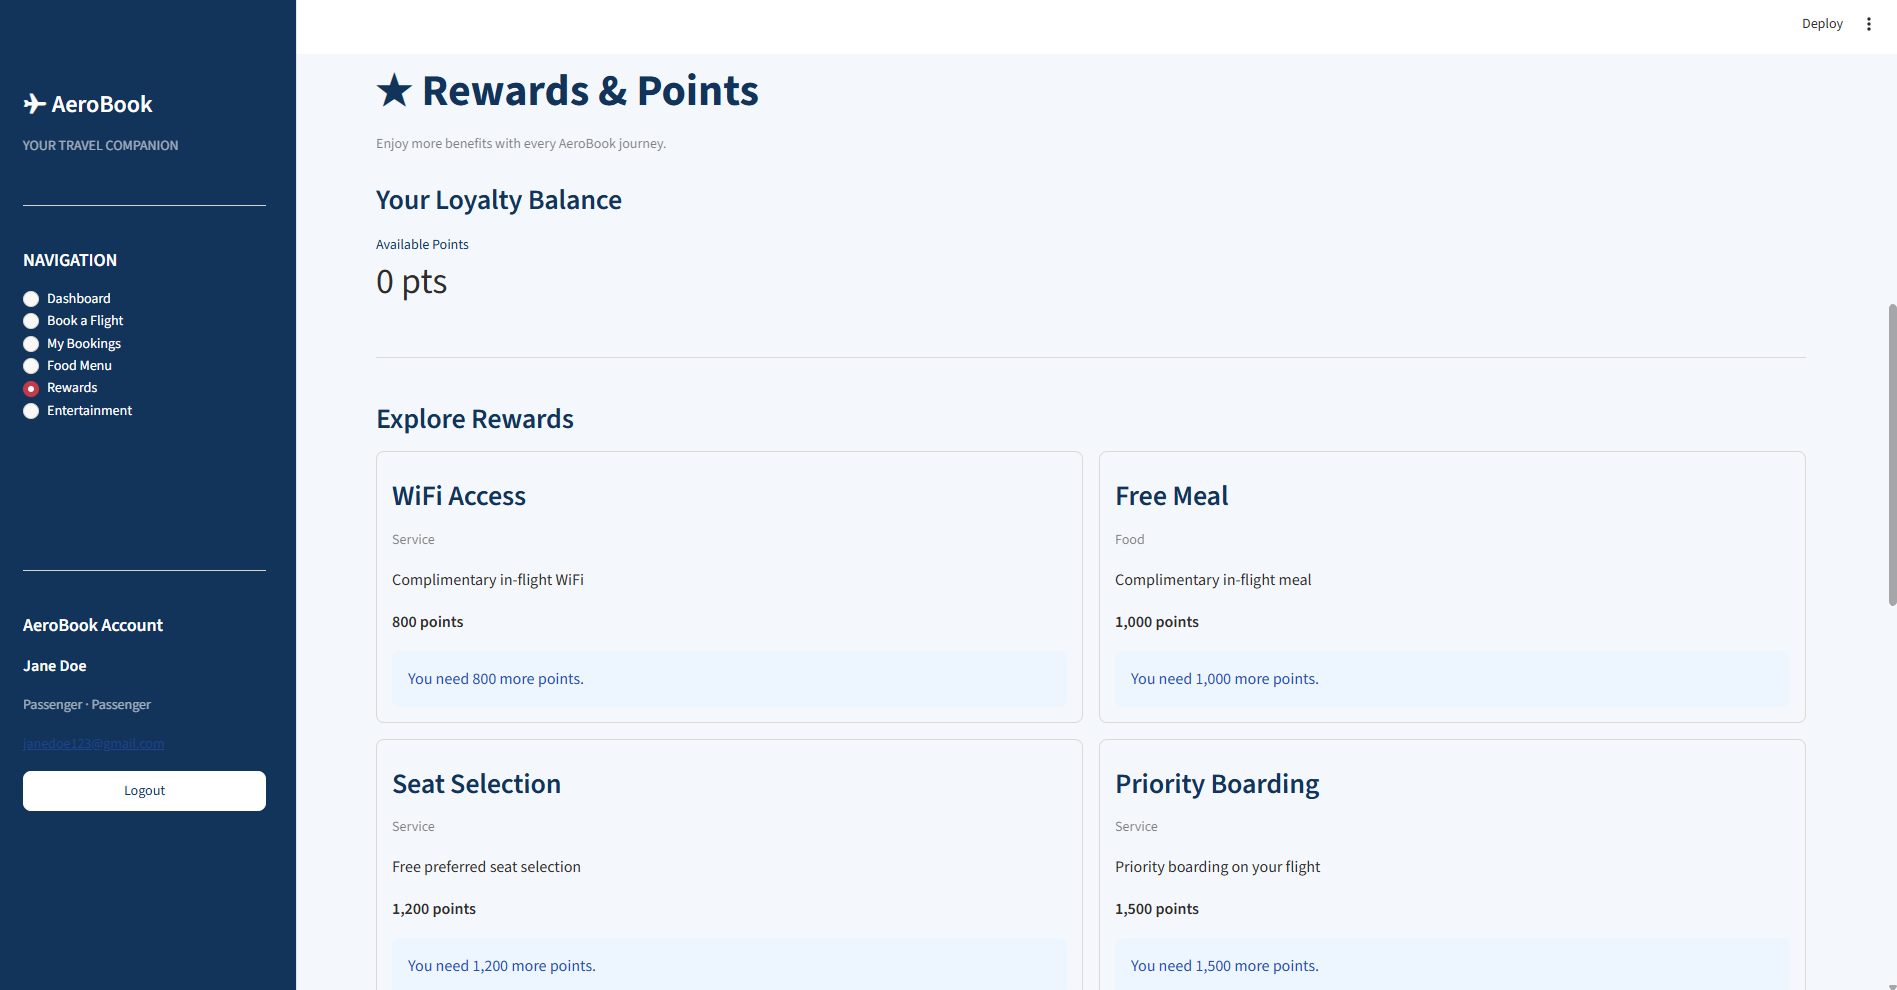 AeroBook
YOUR TRAVEL COMPANION
NAVIGATION
Dashboard
Book a Flight
My Bookings
Food Menu
Rewards
Entertainment
AeroBook Account
Jane Doe
Passenger · Passenger
janedoe123@gmail.com
Logout
Deploy
Rewards & Points
Enjoy more benefits with every AeroBook journey.
Your Loyalty Balance
Available Points
0 pts
Explore Rewards
WiFi Access
Service
Complimentary in-flight WiFi
800 points
You need 800 more points.
Free Meal
Food
Complimentary in-flight meal
1,000 points
You need 1,000 more points.
Seat Selection
Service
Free preferred seat selection
1,200 points
You need 1,200 more points.
Priority Boarding
Service
Priority boarding on your flight
1,500 points
You need 1,500 more points.